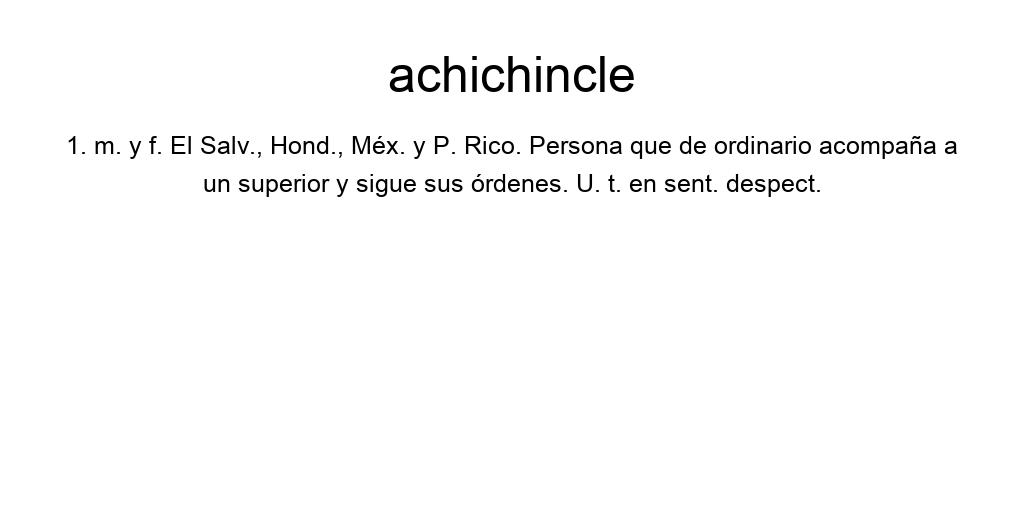 achichincle
1. m. y f. El Salv., Hond., Méx. y P. Rico. Persona que de ordinario acompaña a
un superior y sigue sus órdenes. U. t. en sent. despect.